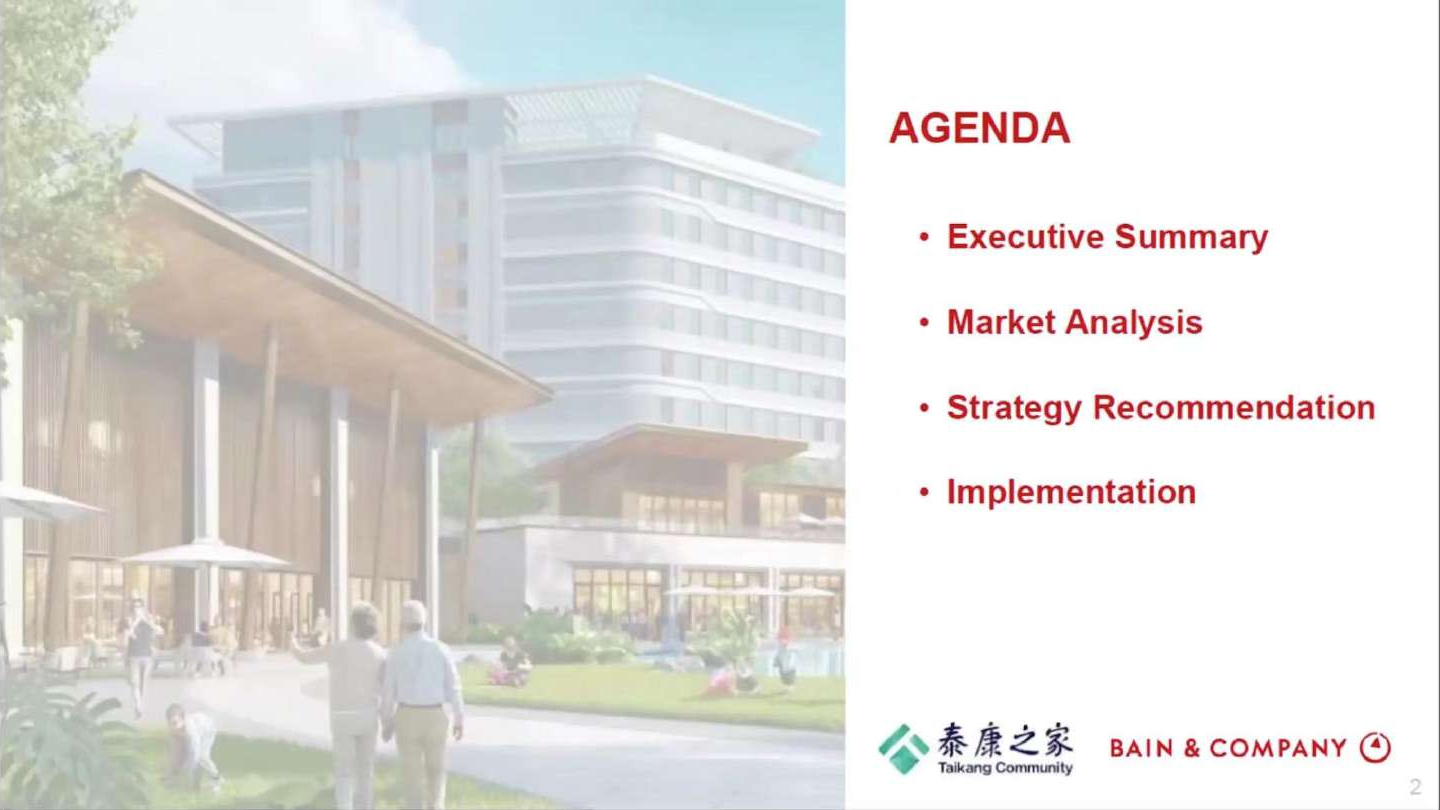 AGENDA
• Executive Summary
• Market Analysis
• Strategy Recommendation
• Implementation
泰康之家
Taikang Community
BAIN & COMPANY
2